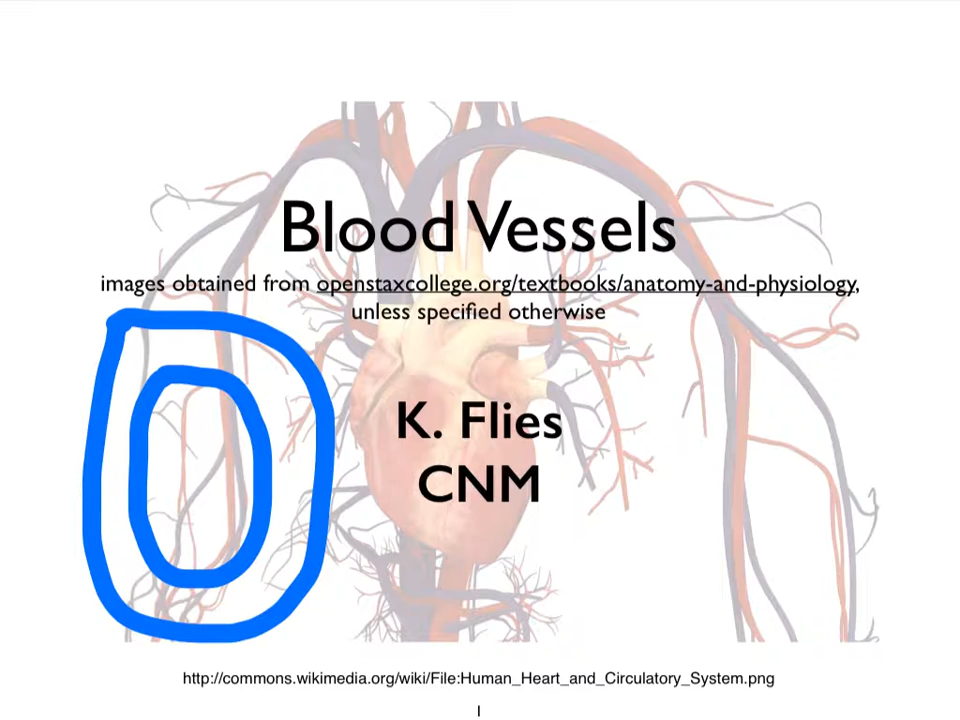 Blood Vessels
images obtained from openstaxcollege.org/textbooks/anatomy-and-physiology,
unless specified otherwise
K. Flies
CNM
http://commons.wikimedia.org/wiki/File:Human_Heart_and_Circulatory_System.png
1